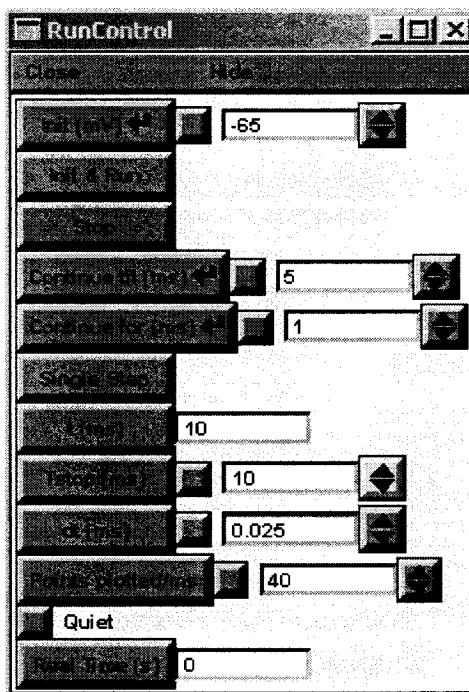 RunControl
Close Hide
Init (mV) -65
Init & Run
Stop
Continue til (ms) 5
Continue for (ms) 1
Single Step
t (ms) 10
Tstop (ms) 10
dt (ms) 0.025
Points plotted/ms 40
Quiet
Real Time (s) 0